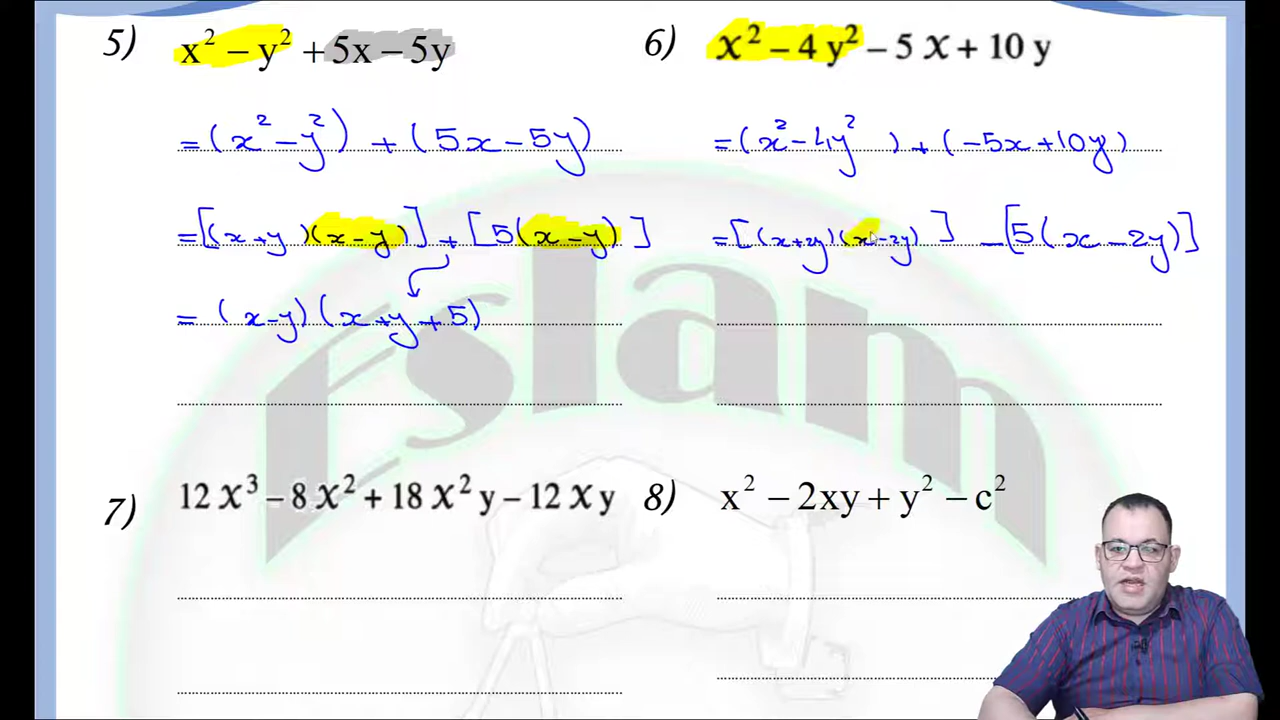 5) x² − y² + 5x − 5y
= (x² − y²) + (5x − 5y)
= [(x + y)(x − y)] + [5(x − y)]
= (x − y)(x + y + 5)
6) x² − 4y² − 5x + 10y
= (x² − 4y²) + (−5x + 10y)
= [(x + 2y)(x − 2y)] − [5(x − 2y)]
7) 12x³ − 8x² + 18x²y − 12xy
8) x² − 2xy + y² − c²
Eslam